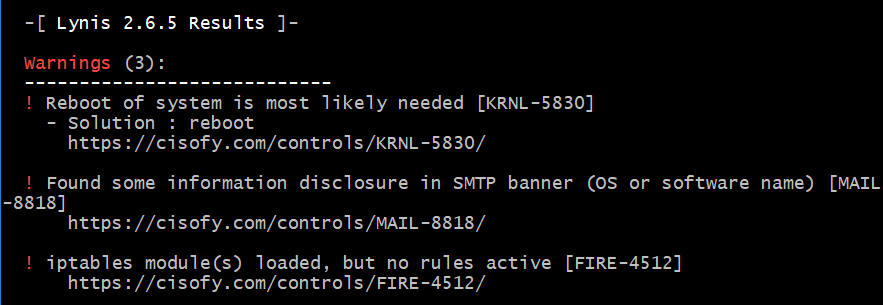 -[ Lynis 2.6.5 Results ]-
Warnings (3):
----------------------------
! Reboot of system is most likely needed [KRNL-5830]
- Solution : reboot
https://cisofy.com/controls/KRNL-5830/
! Found some information disclosure in SMTP banner (OS or software name) [MAIL
-8818]
https://cisofy.com/controls/MAIL-8818/
! iptables module(s) loaded, but no rules active [FIRE-4512]
https://cisofy.com/controls/FIRE-4512/